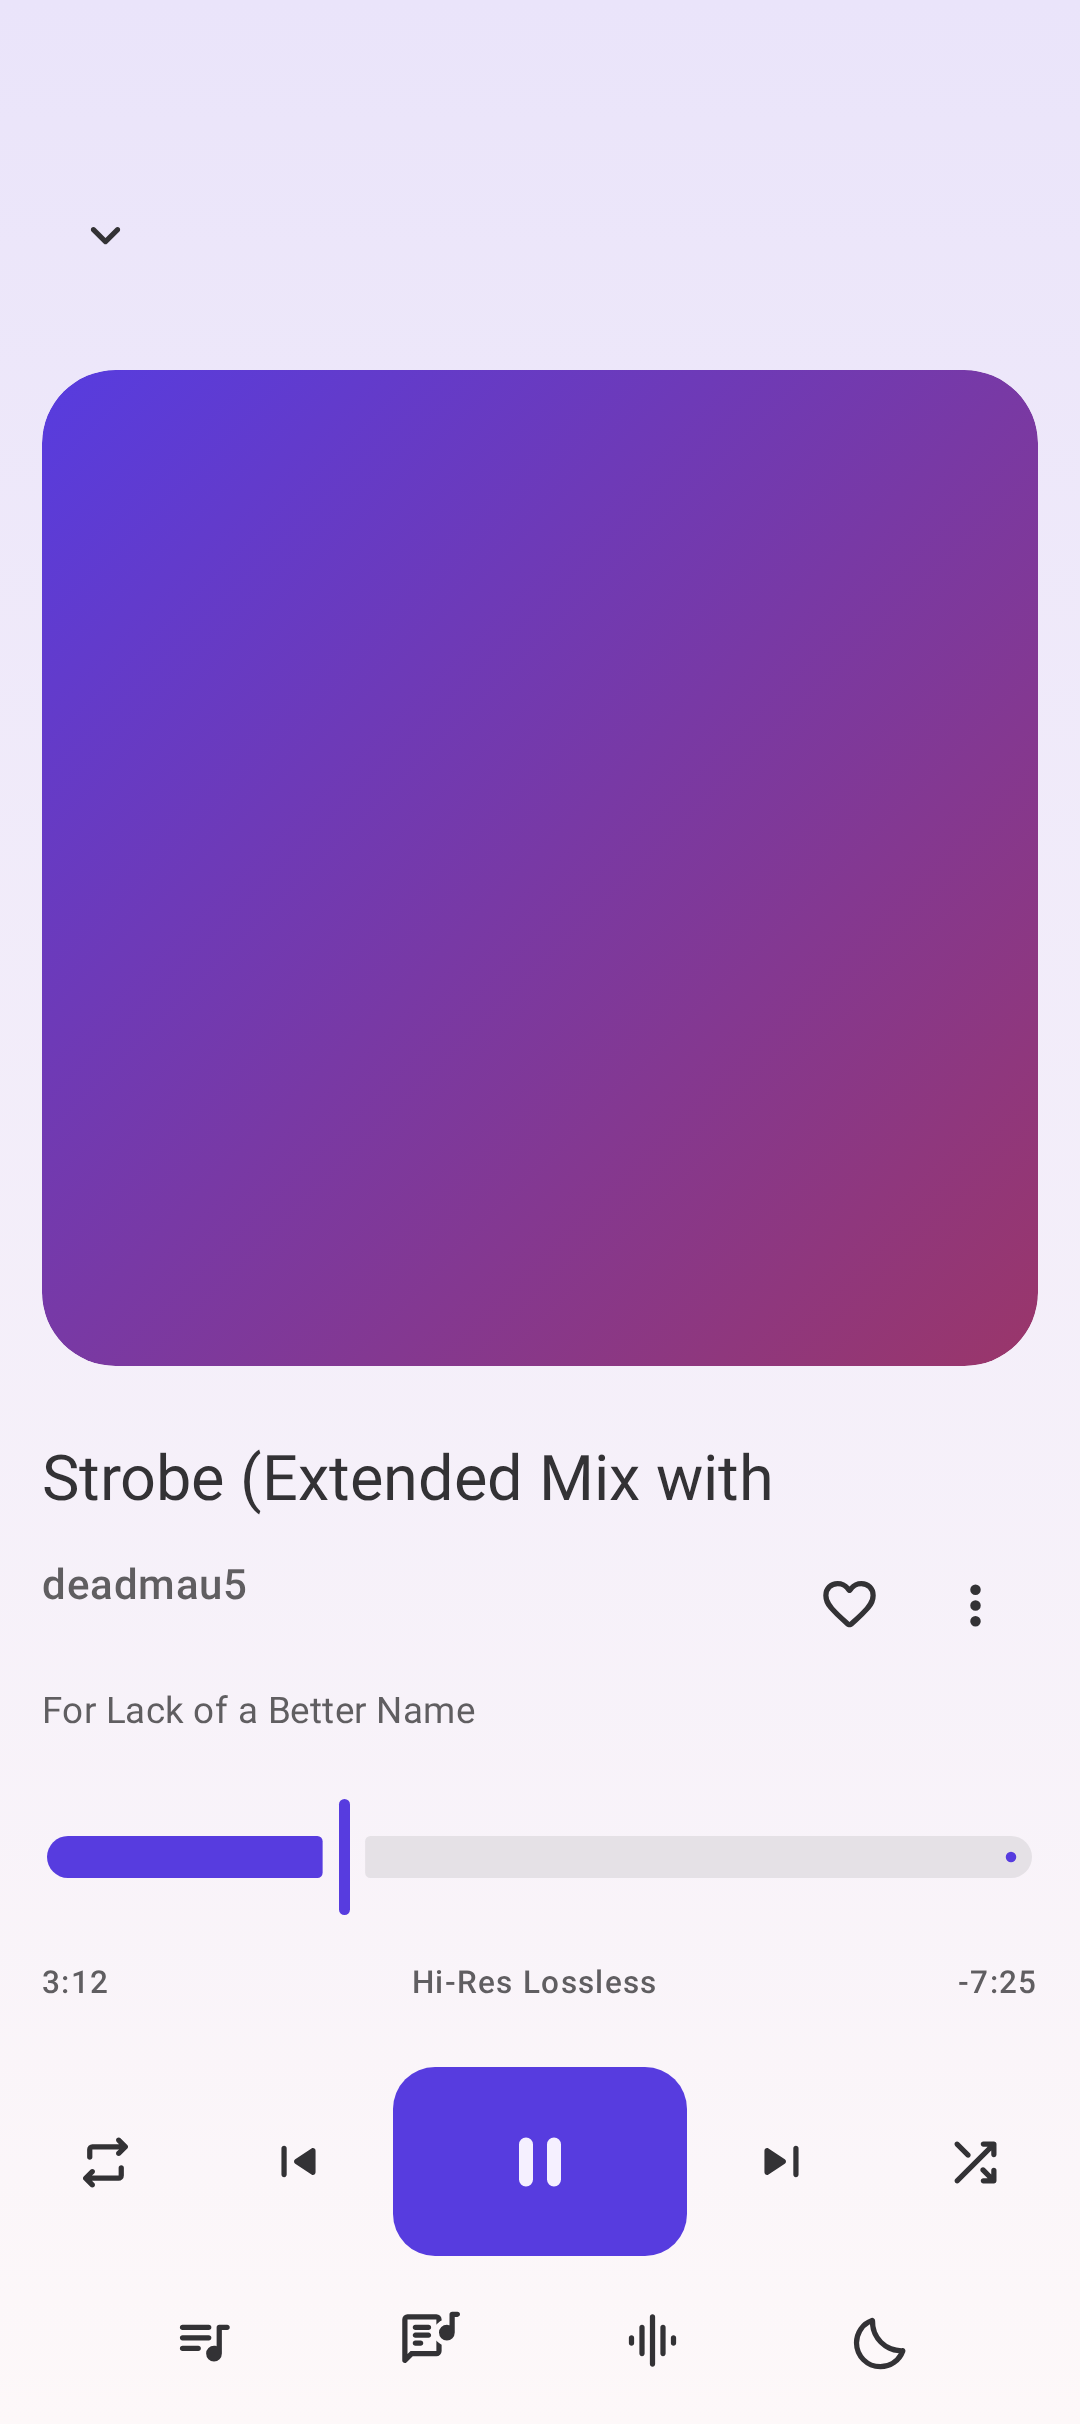 Strobe (Extended Mix with
deadmau5
For Lack of a Better Name
3:12
Hi-Res Lossless
-7:25